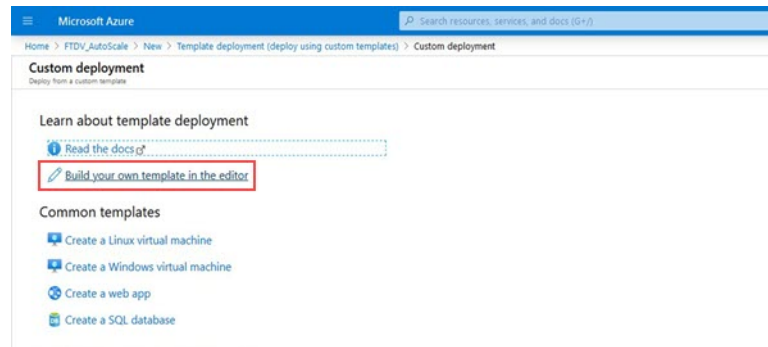 Microsoft Azure
Search resources, services, and docs (G+/)
Home > FTDV_AutoScale > New > Template deployment (deploy using custom templates) > Custom deployment
Custom deployment
Deploy from a custom template
Learn about template deployment
Read the docs
Build your own template in the editor
Common templates
Create a Linux virtual machine
Create a Windows virtual machine
Create a web app
Create a SQL database